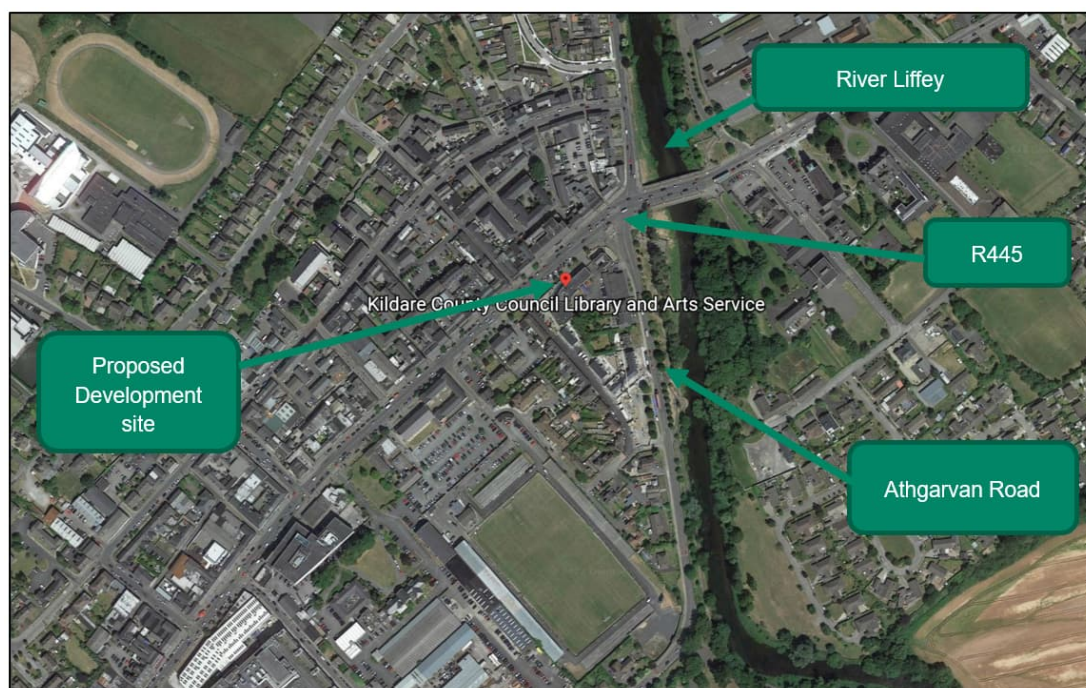 River Liffey
R445
Kildare County Council Library and Arts Service
Proposed
Development
site
Athgarvan Road